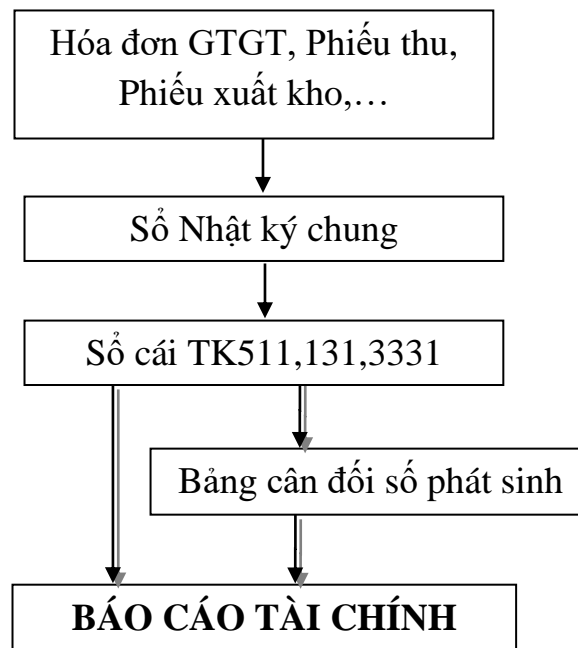 Hóa đơn GTGT, Phiếu thu,
Phiếu xuất kho,…
Sổ Nhật ký chung
Sổ cái TK511,131,3331
Bảng cân đối số phát sinh
BÁO CÁO TÀI CHÍNH